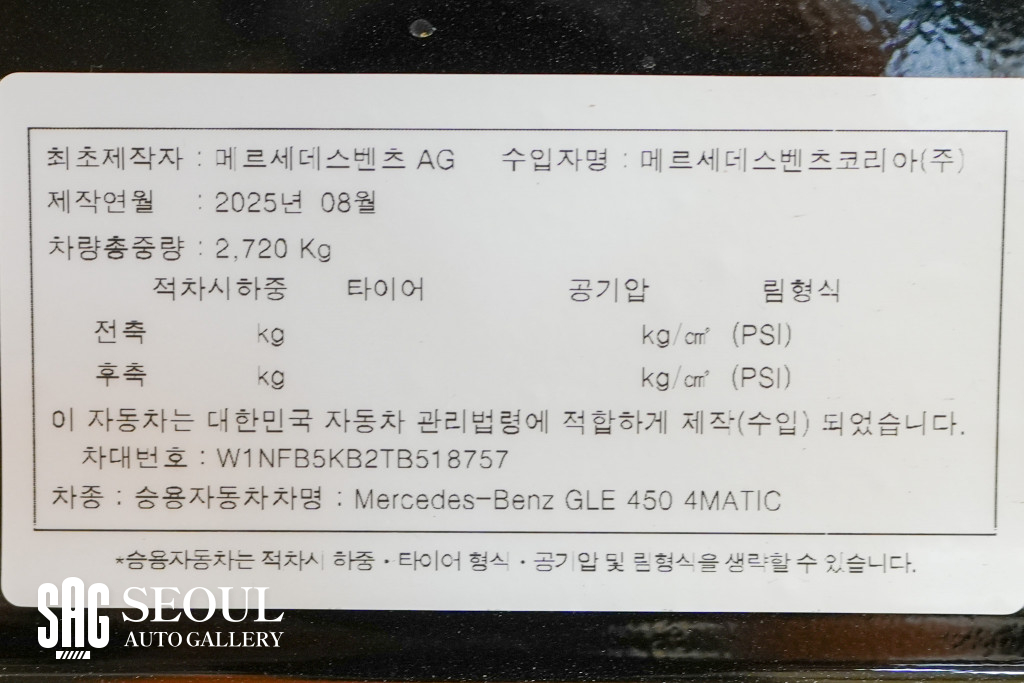 최초제작자 : 메르세데스벤츠 AG 수입자명 : 메르세데스벤츠코리아(주)
제작연월 : 2025년 08월
차량총중량 : 2,720 Kg
적차시하중 타이어 공기압 림형식
전축 kg kg/㎠ (PSI)
후축 kg kg/㎠ (PSI)
이 자동차는 대한민국 자동차 관리법령에 적합하게 제작(수입) 되었습니다.
차대번호 : W1NFB5KB2TB518757
차종 : 승용자동차차명 : Mercedes-Benz GLE 450 4MATIC
*승용자동차는 적차시 하중・타이어 형식・공기압 및 림형식을 생략할 수 있습니다.
SAG SEOUL
AUTO GALLERY